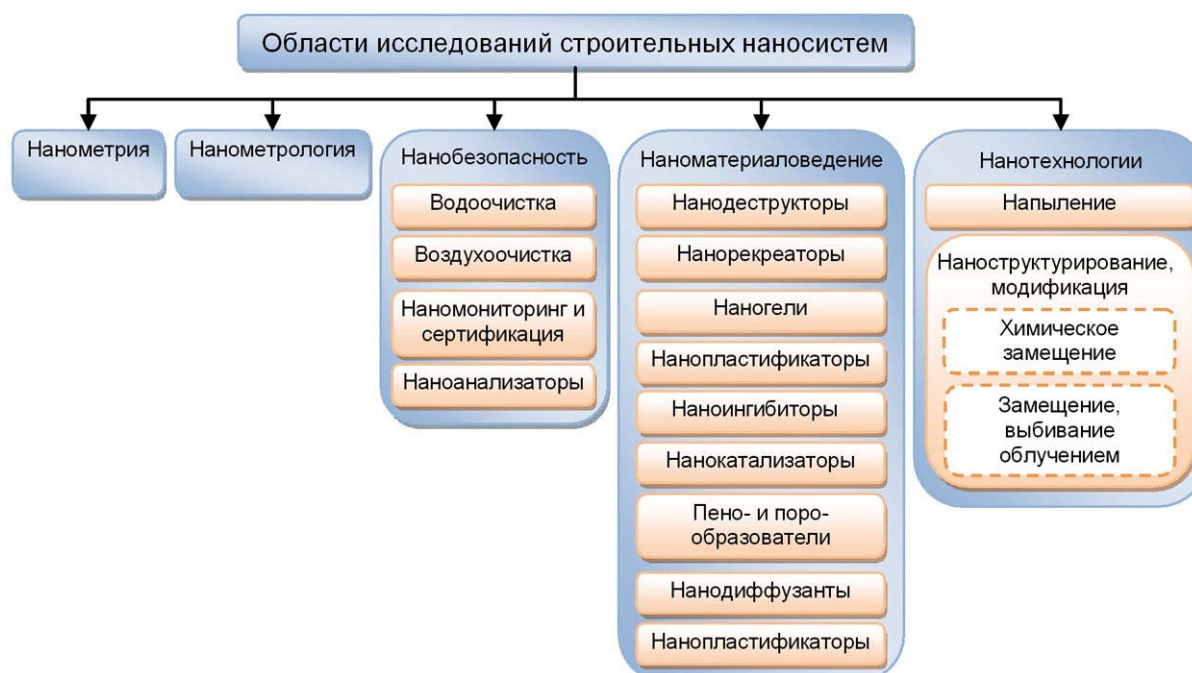 Области исследований строительных наносистем
Нанометрия
Нанометрология
Нанобезопасность
Водоочистка
Воздухоочистка
Наномониторинг и
сертификация
Наноанализаторы
Наноматериаловедение
Нанодеструкторы
Нанорекреаторы
Наногели
Нанопластификаторы
Наноингибиторы
Нанокатализаторы
Пено- и поро-
образователи
Нанодиффузанты
Нанопластификаторы
Нанотехнологии
Напыление
Наноструктурирование,
модификация
Химическое
замещение
Замещение,
выбивание
облучением